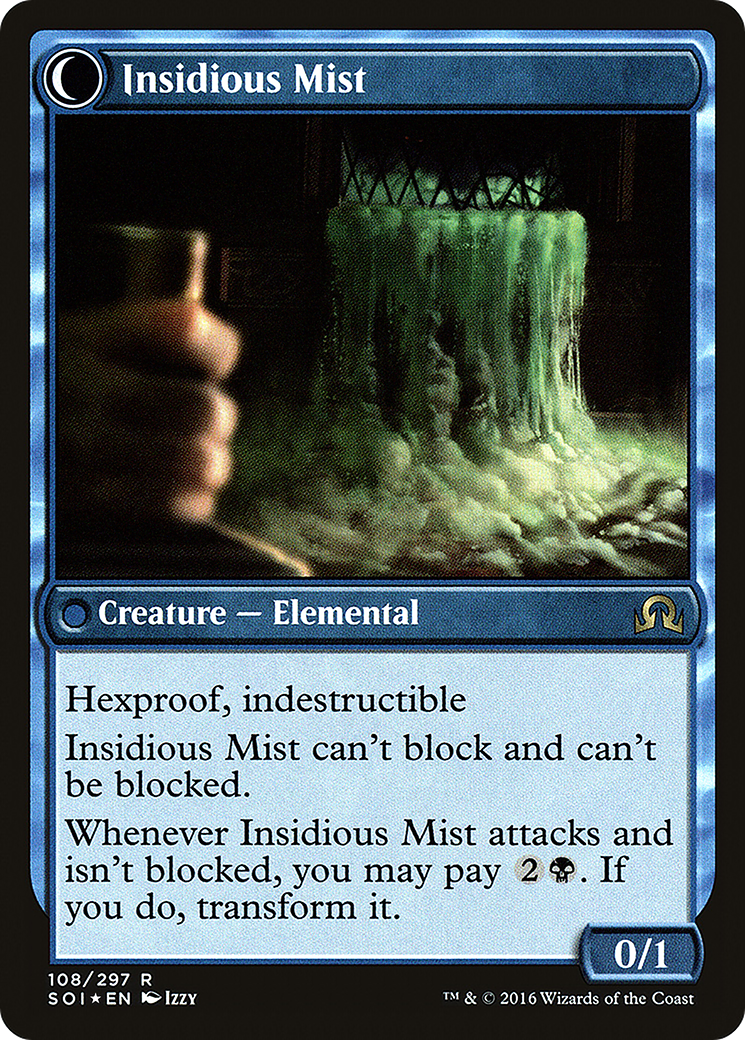 Insidious Mist
Creature — Elemental
Hexproof, indestructible
Insidious Mist can't block and can't
be blocked.
Whenever Insidious Mist attacks and
isn't blocked, you may pay 2. If
you do, transform it.
0/1
108/297 R
SOI★EN Izzy
™ & © 2016 Wizards of the Coast